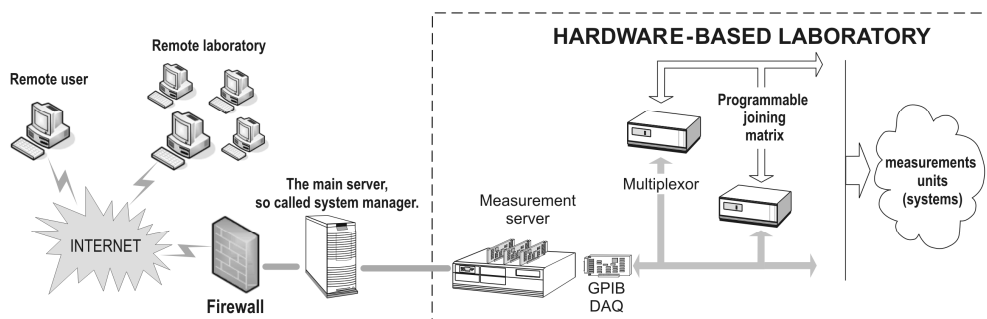 HARDWARE-BASED LABORATORY
Remote laboratory
Remote user
Programmable
joining
matrix
measurements
units
(systems)
The main server,
so called system manager.
Multiplexor
Measurement
server
INTERNET
GPIB
DAQ
Firewall